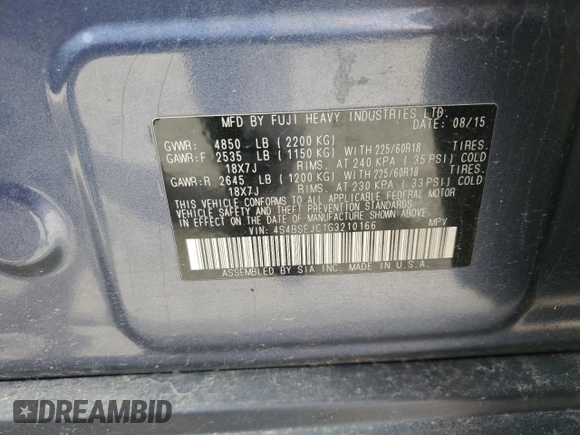 MFD BY FUJI HEAVY INDUSTRIES LTD.
DATE: 08/15
GVWR: 4850 LB ( 2200 KG)
GAWR:F 2535 LB ( 1150 KG) WITH 225/60R18 TIRES.
18X7J RIMS. AT 240 KPA ( 35 PSI) COLD
GAWR:R 2645 LB ( 1200 KG) WITH 225/60R18 TIRES.
18X7J RIMS. AT 230 KPA ( 33 PSI) COLD
THIS VEHICLE CONFORMS TO ALL APPLICABLE FEDERAL MOTOR
VEHICLE SAFETY AND THEFT PREVENTION STANDARDS
IN EFFECT ON THE DATE OF MANUFACTURE SHOWN ABOVE.
VIN: 4S4BSEJC1G3210166 MPV
ASSEMBLED BY SIA INC. MADE IN U.S.A.
DREAMBID